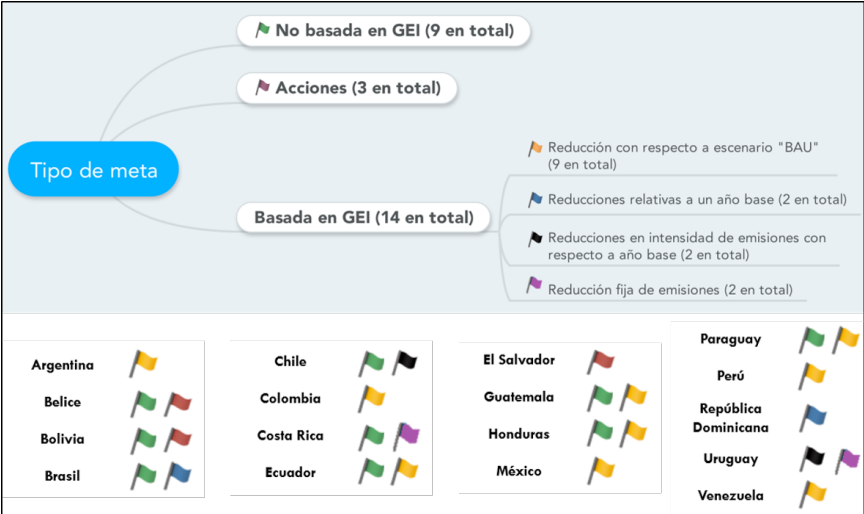 No basada en GEI (9 en total)
Acciones (3 en total)
Tipo de meta
Basada en GEI (14 en total)
Reducción con respecto a escenario "BAU"
(9 en total)
Reducciones relativas a un año base (2 en total)
Reducciones en intensidad de emisiones con
respecto a año base (2 en total)
Reducción fija de emisiones (2 en total)
Argentina
Belice
Bolivia
Brasil
Chile
Colombia
Costa Rica
Ecuador
El Salvador
Guatemala
Honduras
México
Paraguay
Perú
República
Dominicana
Uruguay
Venezuela